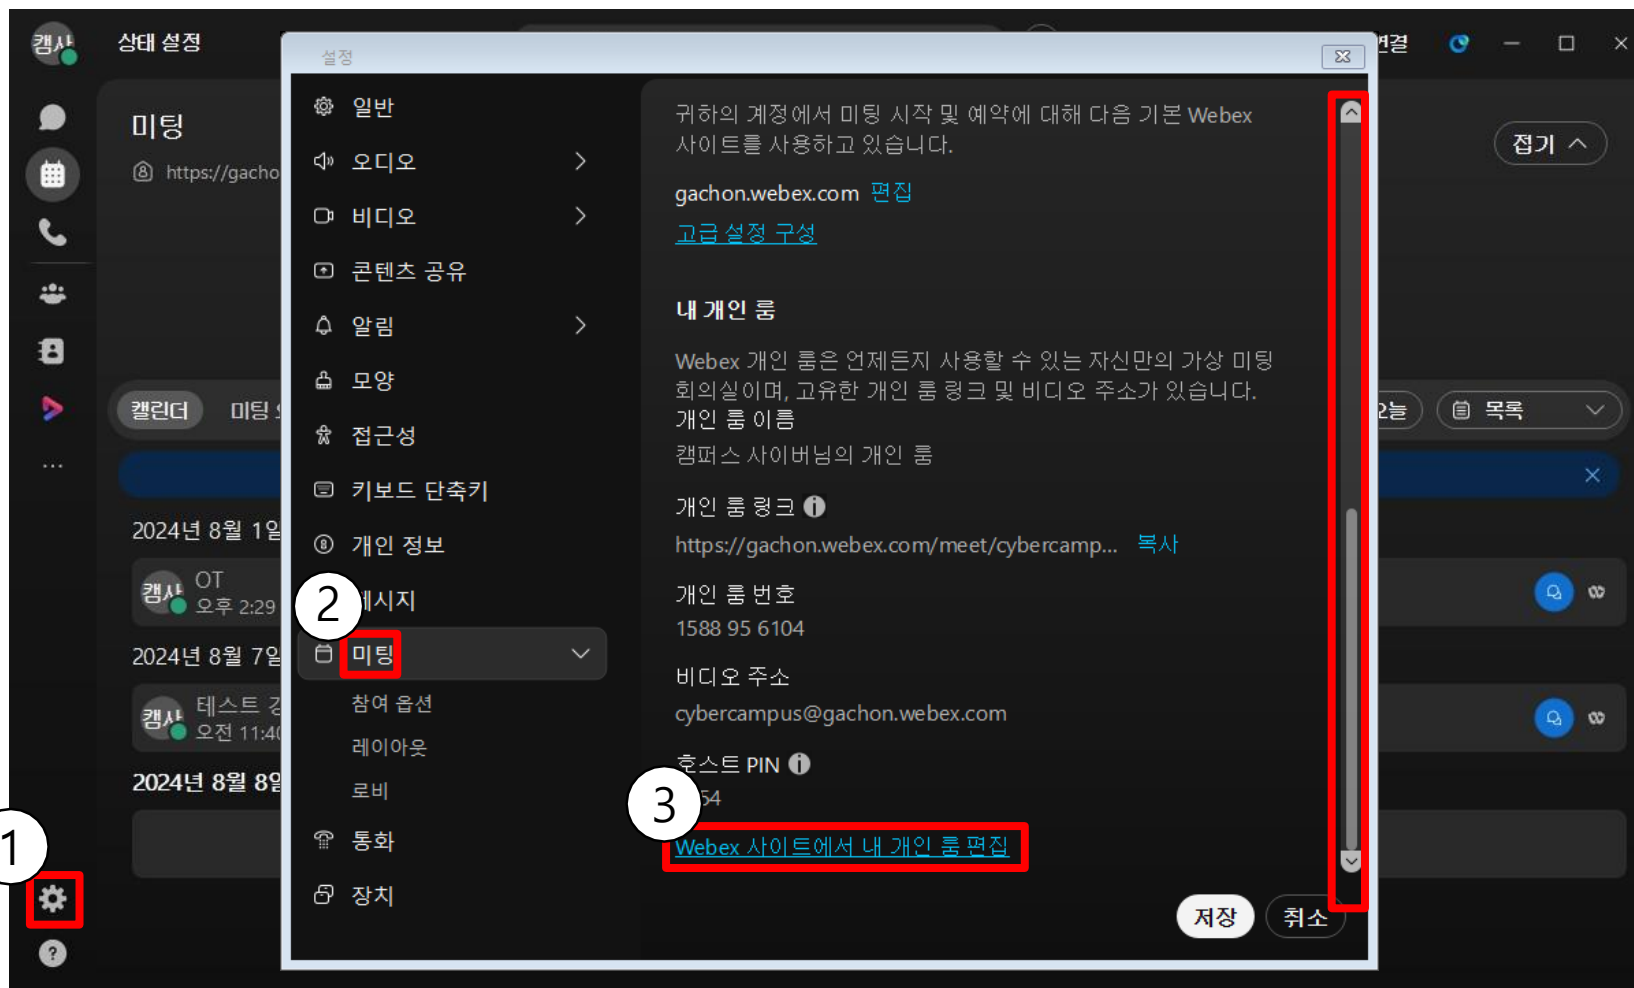 캠사
상태 설정
연결
설정
미팅
https://gacho
접기
일반
오디오
비디오
콘텐츠 공유
알림
모양
접근성
키보드 단축키
개인 정보
2
메시지
미팅
참여 옵션
레이아웃
로비
통화
장치
귀하의 계정에서 미팅 시작 및 예약에 대해 다음 기본 Webex
사이트를 사용하고 있습니다.
gachon.webex.com 편집
고급 설정 구성
내 개인 룸
Webex 개인 룸은 언제든지 사용할 수 있는 자신만의 가상 미팅
회의실이며, 고유한 개인 룸 링크 및 비디오 주소가 있습니다.
개인 룸 이름
캠퍼스 사이버님의 개인 룸
개인 룸 링크
https://gachon.webex.com/meet/cybercamp... 복사
개인 룸 번호
1588 95 6104
비디오 주소
cybercampus@gachon.webex.com
호스트 PIN
3
54
Webex 사이트에서 내 개인 룸 편집
저장 취소
캘린더 미팅
오늘 목록
2024년 8월 1일
캠사 OT
오후 2:29
2024년 8월 7일
캠사 테스트
오전 11:40
2024년 8월 8일
1